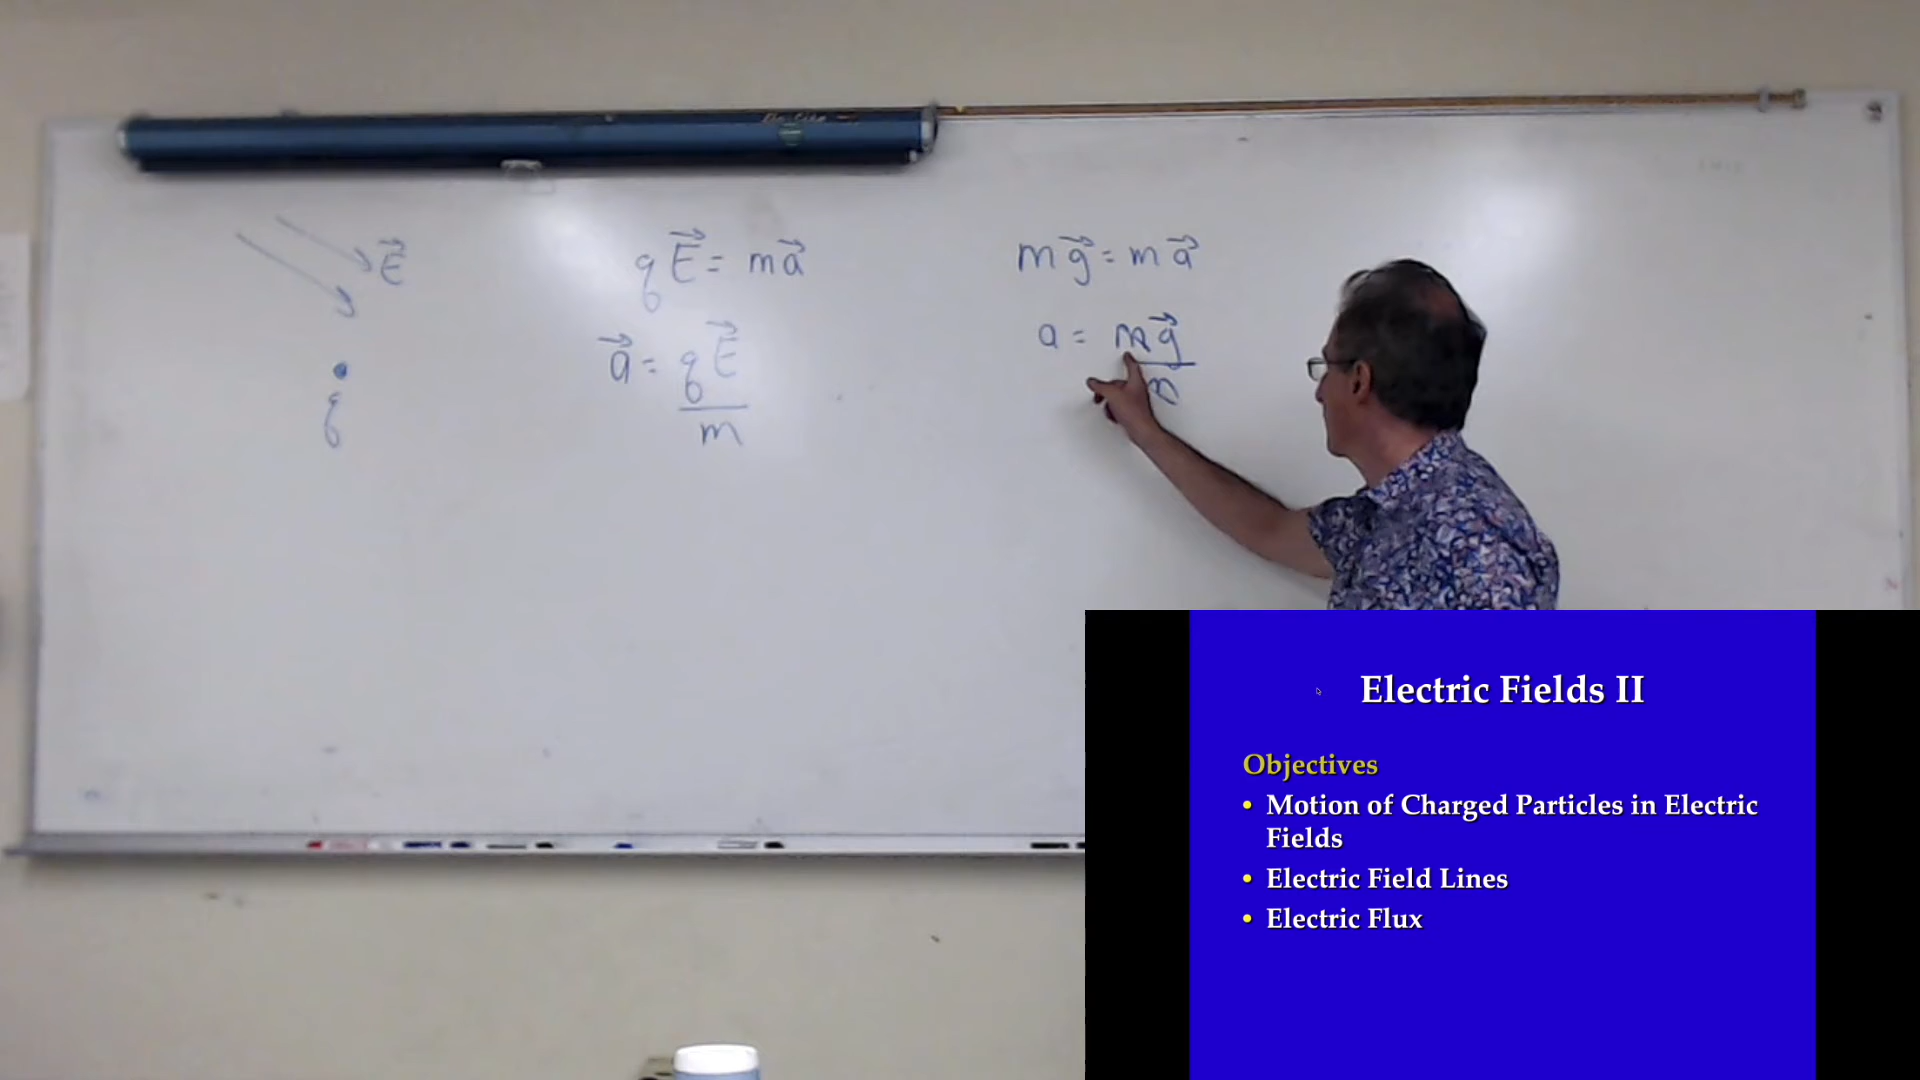 E⃗
q
qE⃗ = ma⃗
a⃗ = qE⃗
m
mg⃗ = ma⃗
a = mg⃗
m
Electric Fields II
Objectives
• Motion of Charged Particles in Electric
Fields
• Electric Field Lines
• Electric Flux